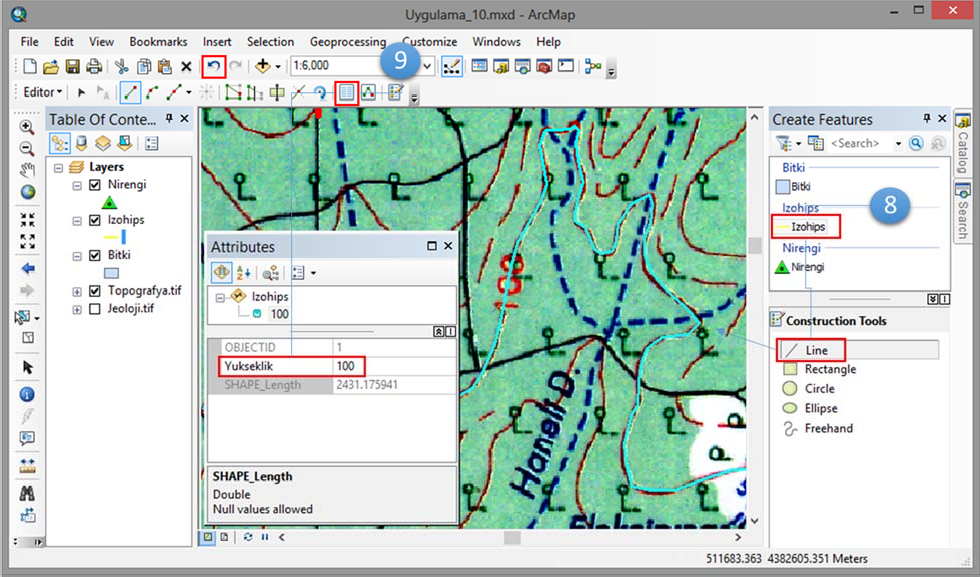 Uygulama_10.mxd - ArcMap
File Edit View Bookmarks Insert Selection Geoprocessing Customize Windows Help
1:6,000
9
Editor
Table Of Conte...
Layers
Nirengi
Izohips
Bitki
Topografya.tif
Jeoloji.tif
Attributes
Izohips
100
OBJECTID 1
Yukseklik 100
SHAPE_Length 2431.175941
SHAPE_Length
Double
Null values allowed
Haneli D.
Create Features
<Search>
Bitki
Bitki
Izohips
8
Izohips
Nirengi
Nirengi
Construction Tools
Line
Rectangle
Circle
Ellipse
Freehand
Catalog
Search
511683.363 4382605.351 Meters